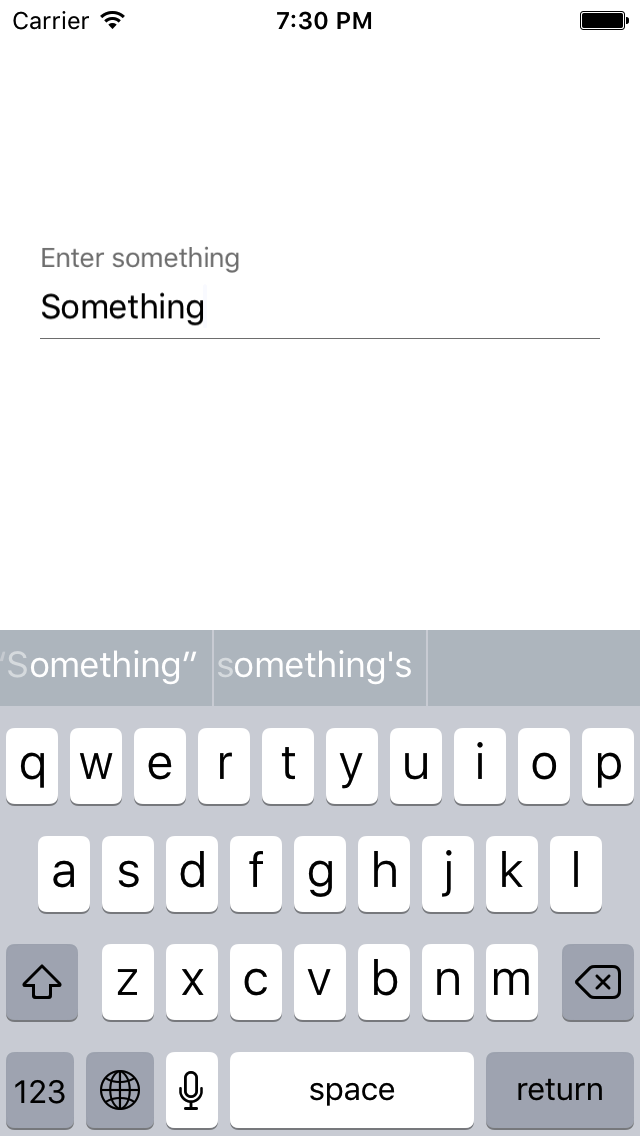 Carrier 7:30 PM
Enter something
Something
“Something” something's
q w e r t y u i o p
a s d f g h j k l
z x c v b n m
123 space return